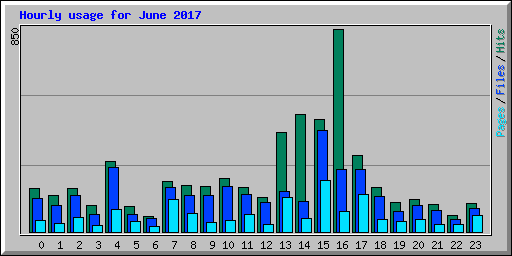 Hourly usage for June 2017
850
Pages/Files/Hits
0 1 2 3 4 5 6 7 8 9 10 11 12 13 14 15 16 17 18 19 20 21 22 23